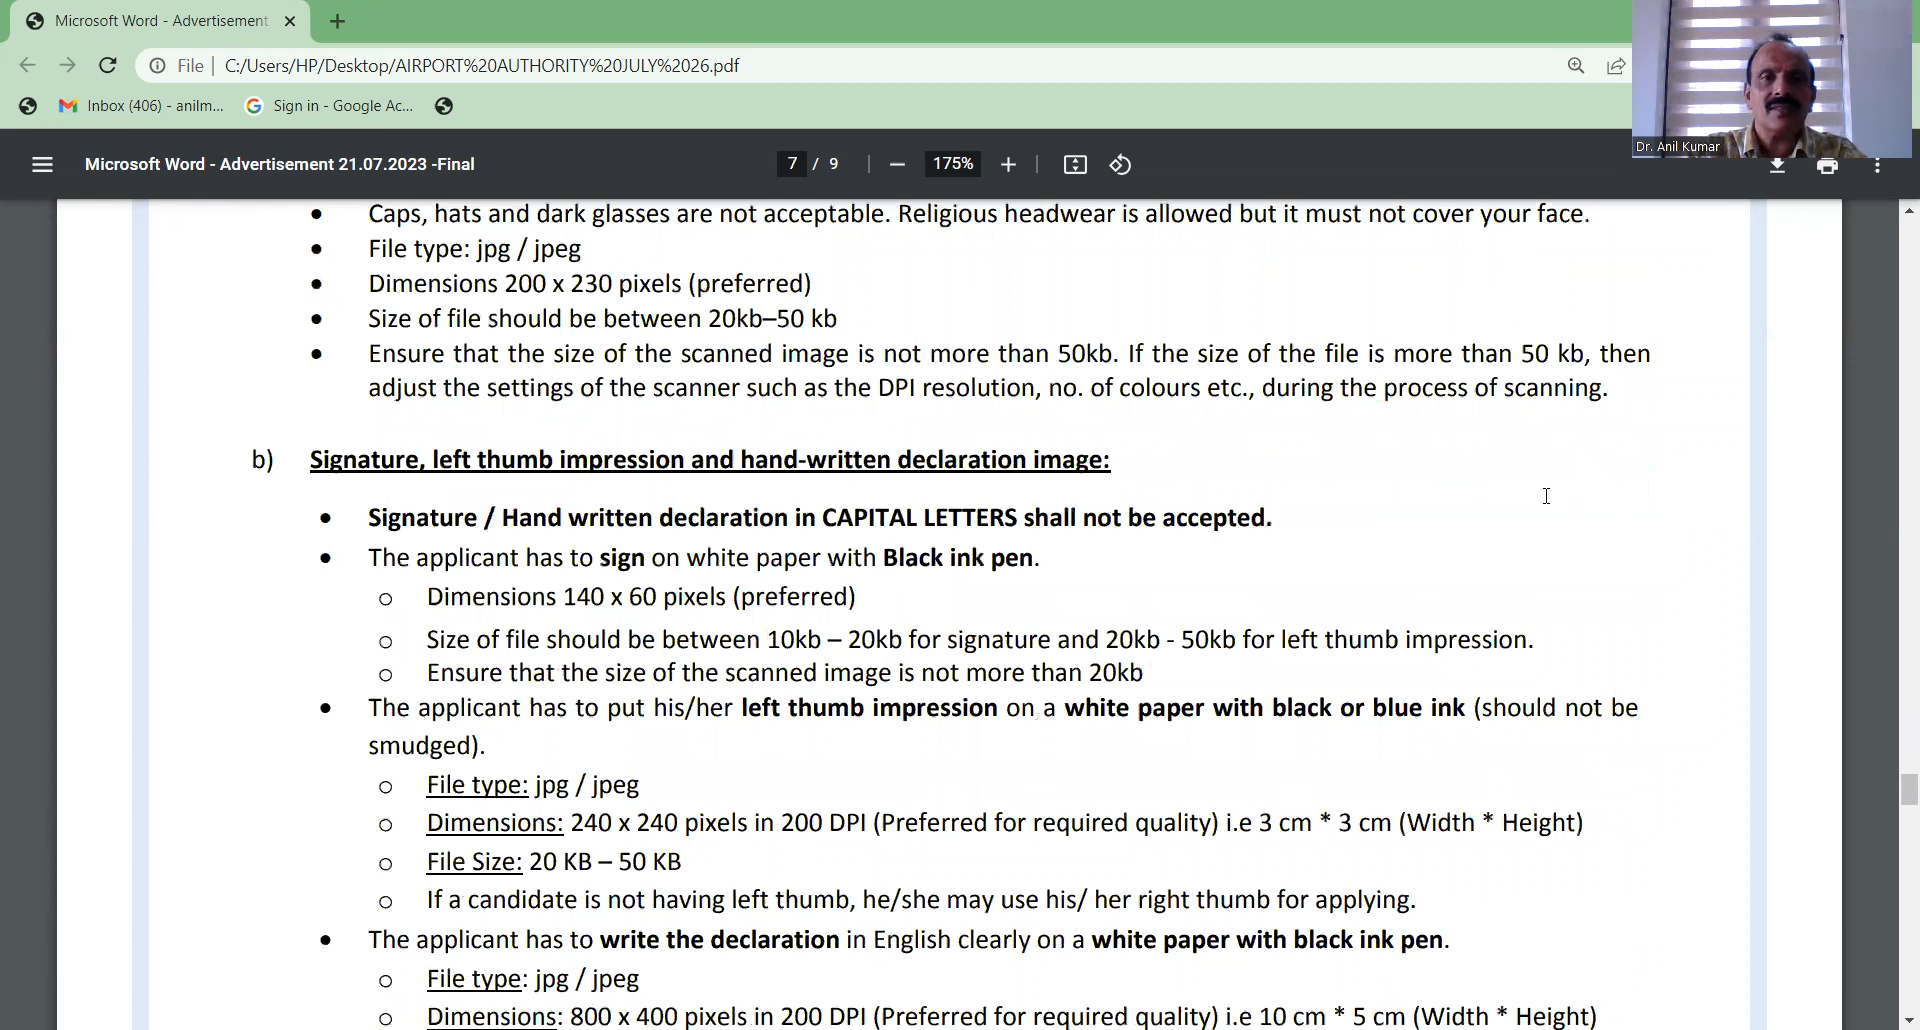 Microsoft Word - Advertisement
File | C:/Users/HP/Desktop/AIRPORT%20AUTHORITY%20JULY%2026.pdf
Inbox (406) - anilm... Sign in - Google Ac...
Dr. Anil Kumar
Microsoft Word - Advertisement 21.07.2023 -Final 7 / 9 175%
• Caps, hats and dark glasses are not acceptable. Religious headwear is allowed but it must not cover your face.
• File type: jpg / jpeg
• Dimensions 200 x 230 pixels (preferred)
• Size of file should be between 20kb–50 kb
• Ensure that the size of the scanned image is not more than 50kb. If the size of the file is more than 50 kb, then
adjust the settings of the scanner such as the DPI resolution, no. of colours etc., during the process of scanning.
b) Signature, left thumb impression and hand-written declaration image:
• Signature / Hand written declaration in CAPITAL LETTERS shall not be accepted.
• The applicant has to sign on white paper with Black ink pen.
o Dimensions 140 x 60 pixels (preferred)
o Size of file should be between 10kb – 20kb for signature and 20kb - 50kb for left thumb impression.
o Ensure that the size of the scanned image is not more than 20kb
• The applicant has to put his/her left thumb impression on a white paper with black or blue ink (should not be
smudged).
o File type: jpg / jpeg
o Dimensions: 240 x 240 pixels in 200 DPI (Preferred for required quality) i.e 3 cm * 3 cm (Width * Height)
o File Size: 20 KB – 50 KB
o If a candidate is not having left thumb, he/she may use his/ her right thumb for applying.
• The applicant has to write the declaration in English clearly on a white paper with black ink pen.
o File type: jpg / jpeg
o Dimensions: 800 x 400 pixels in 200 DPI (Preferred for required quality) i.e 10 cm * 5 cm (Width * Height)